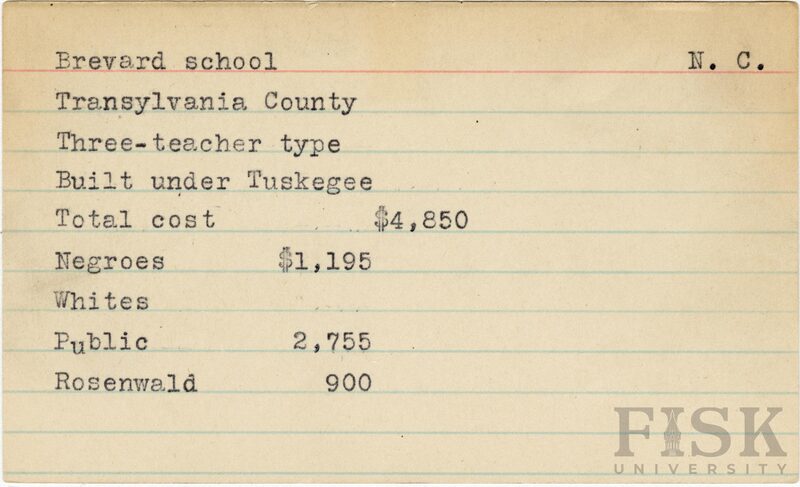 Brevard school N. C.
Transylvania County
Three-teacher type
Built under Tuskegee
Total cost $4,850
Negroes $1,195
Whites
Public 2,755
Rosenwald 900
FISK
UNIVERSITY